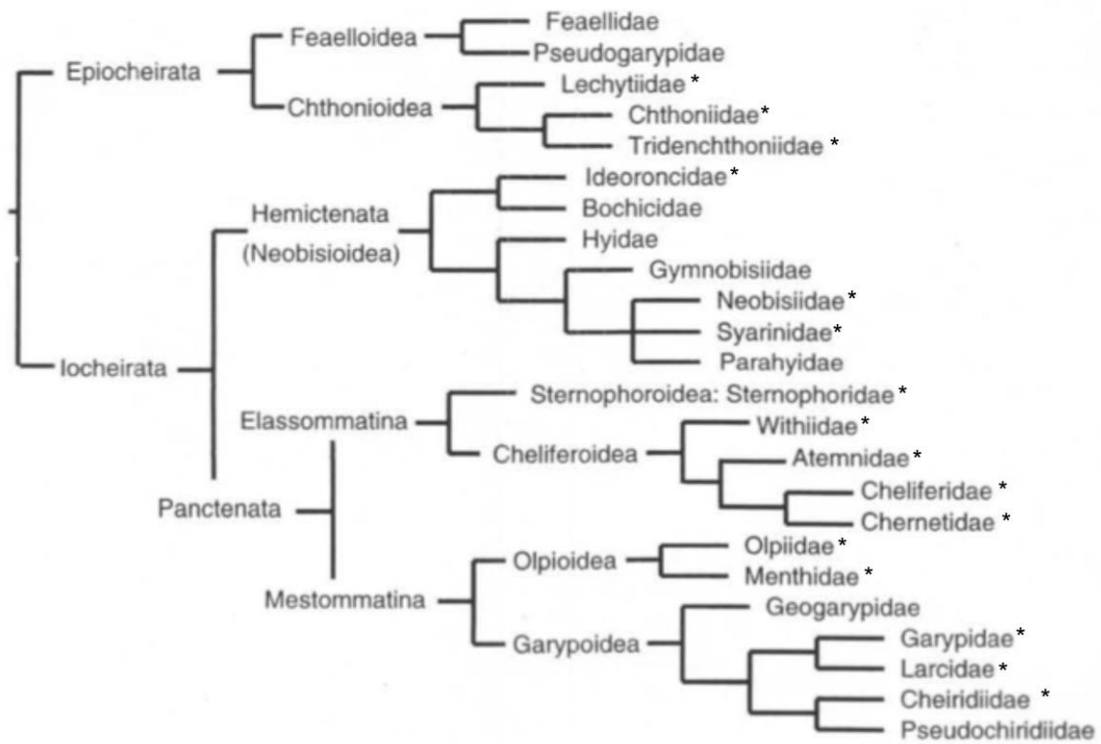 Feaellidae
Feaelloidea
Pseudogarypidae
Epiocheirata
Lechytiidae *
Chthonioidea
Chthoniidae *
Tridenchthoniidae *
Ideoroncidae *
Bochicidae
Hemictenata
(Neobisioidea)
Hyidae
Gymnobisiidae
Neobisiidae *
Syarinidae *
Parahyidae
Iocheirata
Sternophoroidea: Sternophoridae *
Elassommatina
Withiidae *
Cheliferoidea
Atemnidae *
Cheliferidae *
Chernetidae *
Panctenata
Olpiidae *
Olpioidea
Menthidae *
Mestommatina
Geogarypidae
Garypoidea
Garypidae *
Larcidae *
Cheiridiidae *
Pseudochiridiidae